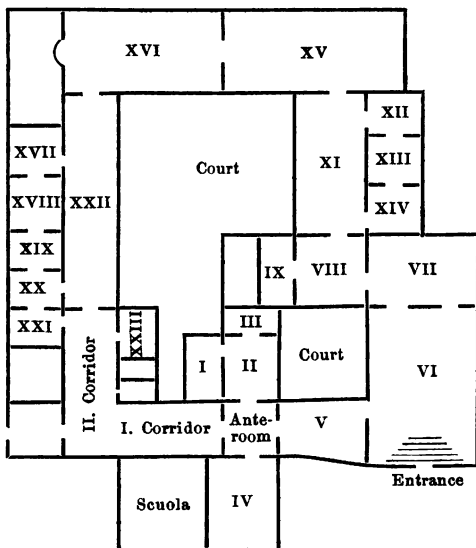 XVI
XV
XII
XVII
XI
XIII
Court
XVIII
XXII
XIV
XIX
IX
VIII
VII
XX
XXI
XXIII
III
I
II
Court
VI
II. Corridor
I. Corridor
Ante-
room
V
Entrance
Scuola
IV